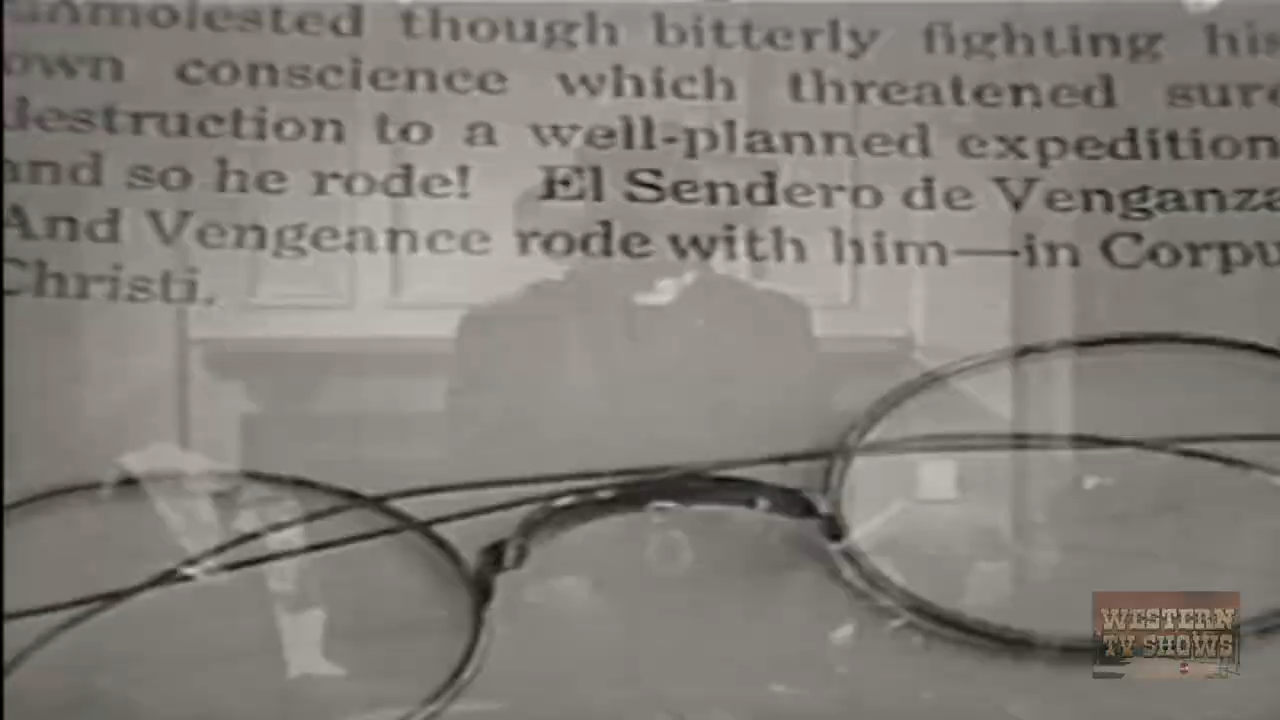 unmolested though bitterly fighting his
own conscience which threatened sure
destruction to a well-planned expedition
and so he rode! El Sendero de Venganza
And Vengeance rode with him—in Corpu
Christi.
WESTERN
TV SHOWS